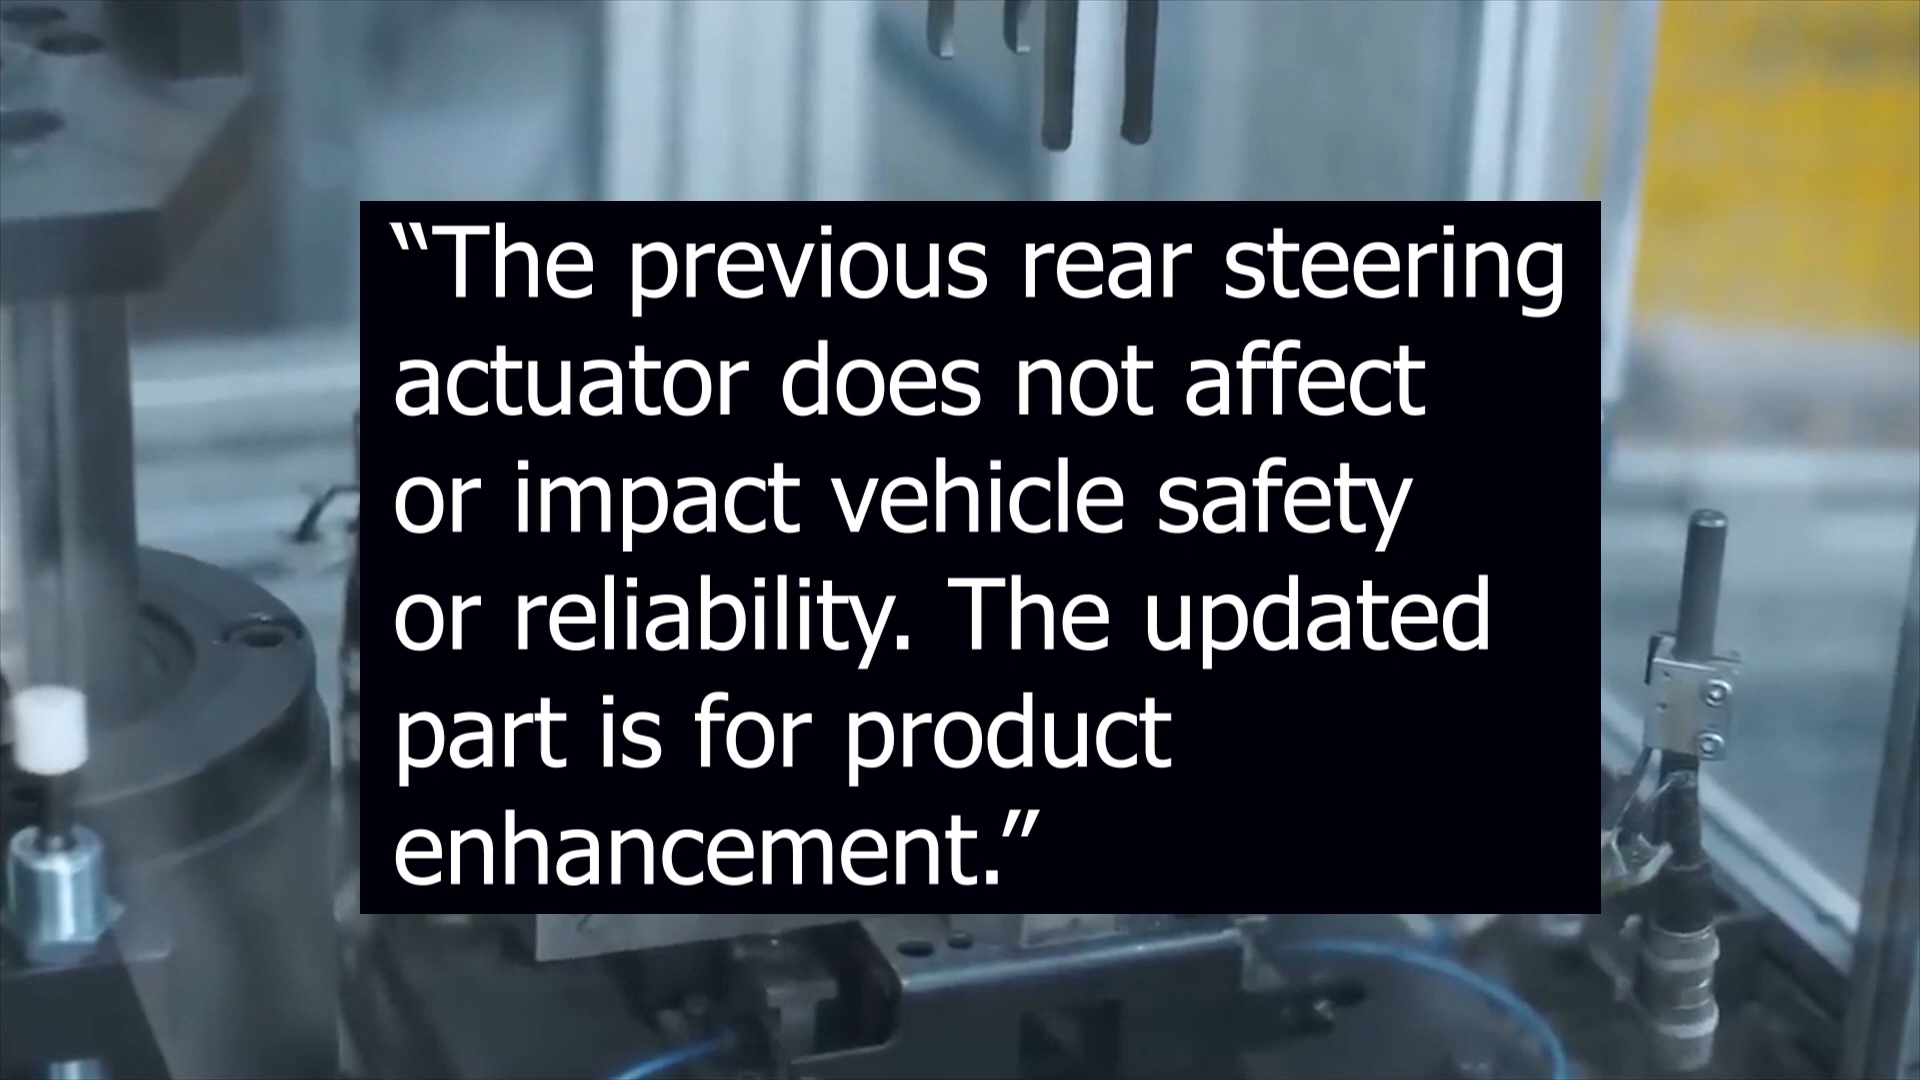 “The previous rear steering
actuator does not affect
or impact vehicle safety
or reliability. The updated
part is for product
enhancement.”